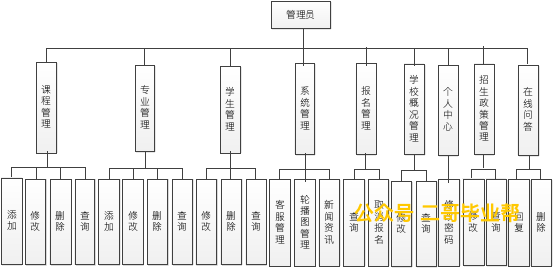 管理员
课程管理
专业管理
学生管理
系统管理
报名管理
学校概况管理
个人中心
招生政策管理
在线问答
添加
修改
删除
查询
添加
修改
删除
查询
修改
删除
查询
客服管理
轮播图管理
新闻资讯
查询
取消报名
修改
查询
修改密码
修改
查询
回复
删除
公众号 二哥毕业帮